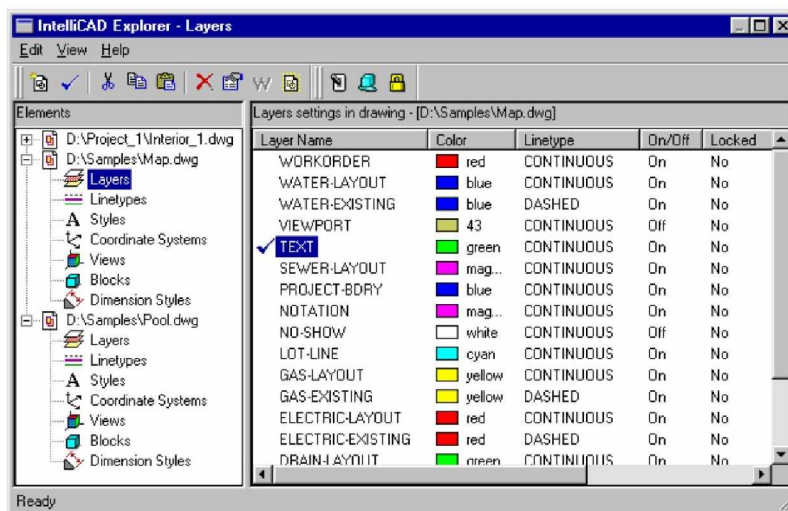 IntelliCAD Explorer - Layers
Edit View Help
Elements
D:\Project_1\Interior_1.dwg
D:\Samples\Map.dwg
Layers
Linetypes
Styles
Coordinate Systems
Views
Blocks
Dimension Styles
D:\Samples\Pool.dwg
Layers
Linetypes
Styles
Coordinate Systems
Views
Blocks
Dimension Styles
Layers settings in drawing - [D:\Samples\Map.dwg]
Layer Name Color Linetype On/Off Locked
WORKORDER red CONTINUOUS On No
WATER-LAYOUT blue CONTINUOUS On No
WATER-EXISTING blue DASHED On No
VIEWPORT 43 CONTINUOUS Off No
TEXT green CONTINUOUS On No
SEWER-LAYOUT mag... CONTINUOUS On No
PROJECT-BDRY blue CONTINUOUS On No
NOTATION mag... CONTINUOUS On No
NO-SHOW white CONTINUOUS Off No
LOT-LINE cyan CONTINUOUS On No
GAS-LAYOUT yellow CONTINUOUS On No
GAS-EXISTING yellow DASHED On No
ELECTRIC-LAYOUT red CONTINUOUS On No
ELECTRIC-EXISTING red DASHED On No
DRAIN-LAYOUT green CONTINUOUS On No
Ready